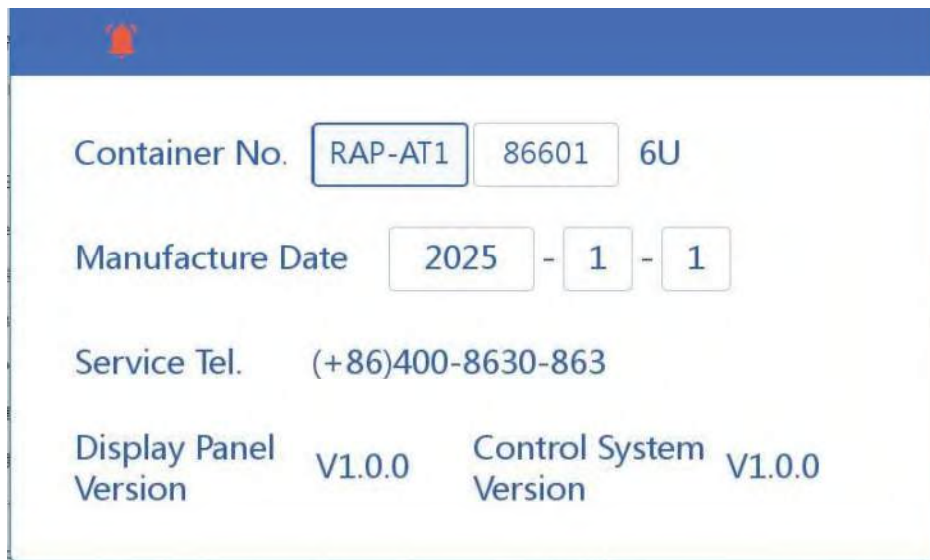 Container No. RAP-AT1 86601 6U
Manufacture Date 2025 - 1 - 1
Service Tel. (+86)400-8630-863
Display Panel Version V1.0.0 Control System Version V1.0.0